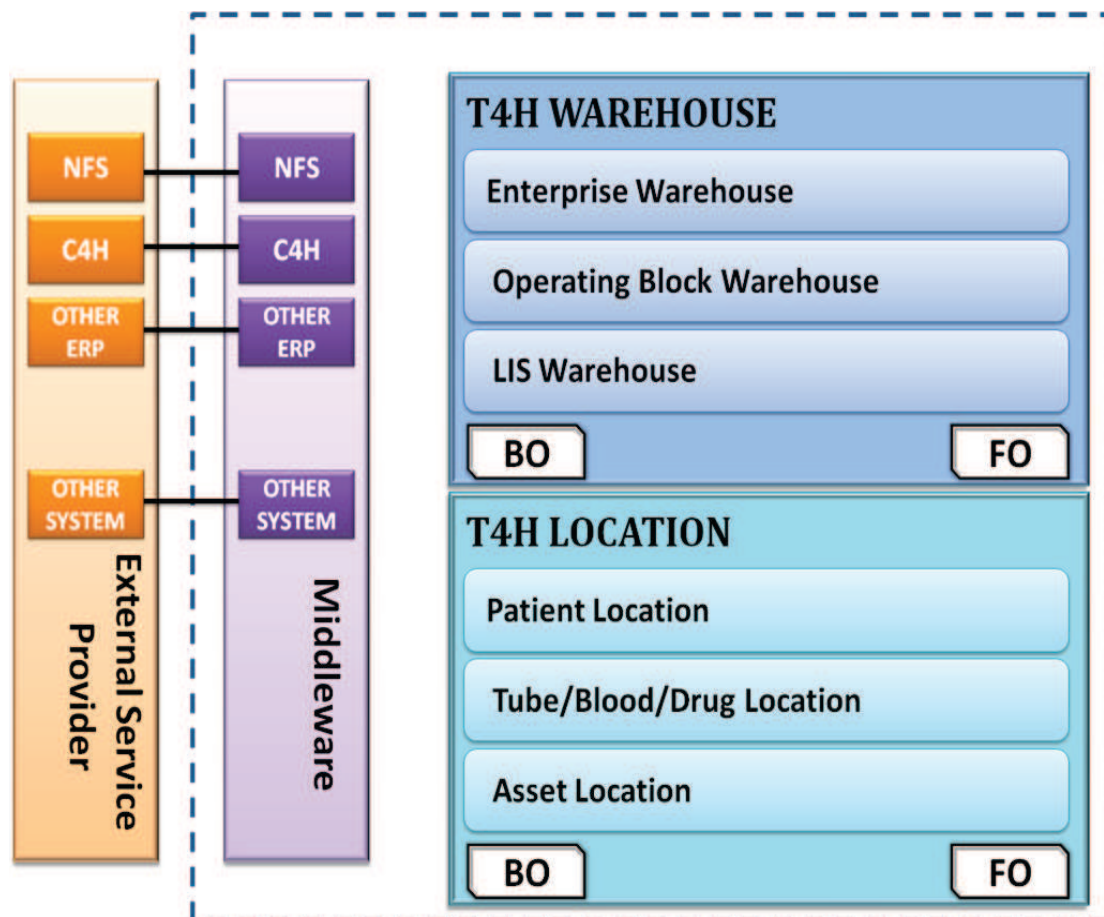 NFS
C4H
OTHER
ERP
OTHER
SYSTEM
External Service
Provider
NFS
C4H
OTHER
ERP
OTHER
SYSTEM
Middleware
T4H WAREHOUSE
Enterprise Warehouse
Operating Block Warehouse
LIS Warehouse
BO
FO
T4H LOCATION
Patient Location
Tube/Blood/Drug Location
Asset Location
BO
FO